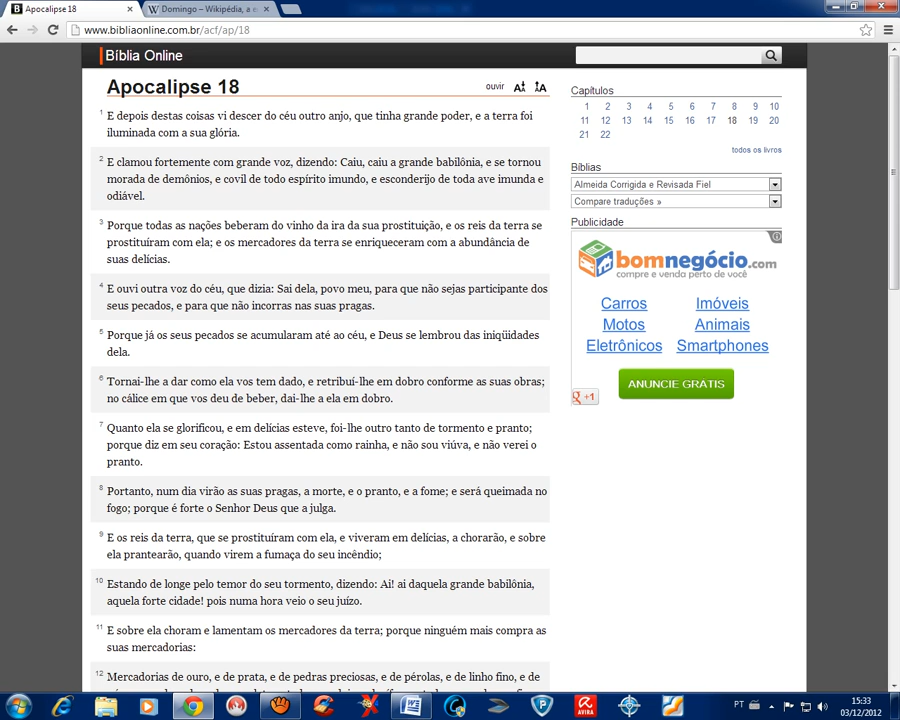 Apocalipse 18
Domingo – Wikipédia, a e
www.bibliaonline.com.br/acf/ap/18
Bíblia Online
Apocalipse 18
ouvir
1 E depois destas coisas vi descer do céu outro anjo, que tinha grande poder, e a terra foi
iluminada com a sua glória.
2 E clamou fortemente com grande voz, dizendo: Caiu, caiu a grande babilônia, e se tornou
morada de demônios, e covil de todo espírito imundo, e esconderijo de toda ave imunda e
odiável.
3 Porque todas as nações beberam do vinho da ira da sua prostituição, e os reis da terra se
prostituíram com ela; e os mercadores da terra se enriqueceram com a abundância de
suas delícias.
4 E ouvi outra voz do céu, que dizia: Sai dela, povo meu, para que não sejas participante dos
seus pecados, e para que não incorras nas suas pragas.
5 Porque já os seus pecados se acumularam até ao céu, e Deus se lembrou das iniqüidades
dela.
6 Tornai-lhe a dar como ela vos tem dado, e retribuí-lhe em dobro conforme as suas obras;
no cálice em que vos deu de beber, dai-lhe a ela em dobro.
7 Quanto ela se glorificou, e em delícias esteve, foi-lhe outro tanto de tormento e pranto;
porque diz em seu coração: Estou assentada como rainha, e não sou viúva, e não verei o
pranto.
8 Portanto, num dia virão as suas pragas, a morte, e o pranto, e a fome; e será queimada no
fogo; porque é forte o Senhor Deus que a julga.
9 E os reis da terra, que se prostituíram com ela, e viveram em delícias, a chorarão, e sobre
ela prantearão, quando virem a fumaça do seu incêndio;
10 Estando de longe pelo temor do seu tormento, dizendo: Ai! ai daquela grande babilônia,
aquela forte cidade! pois numa hora veio o seu juízo.
11 E sobre ela choram e lamentam os mercadores da terra; porque ninguém mais compra as
suas mercadorias:
12 Mercadorias de ouro, e de prata, e de pedras preciosas, e de pérolas, e de linho fino, e de
Capítulos
1 2 3 4 5 6 7 8 9 10
11 12 13 14 15 16 17 18 19 20
21 22
todos os livros
Bíblias
Almeida Corrigida e Revisada Fiel
Compare traduções »
Publicidade
bomnegócio.com
compre e venda perto de você
Carros Imóveis
Motos Animais
Eletrônicos Smartphones
ANUNCIE GRÁTIS
g +1
AVIRA
PT
15:33
03/12/2012